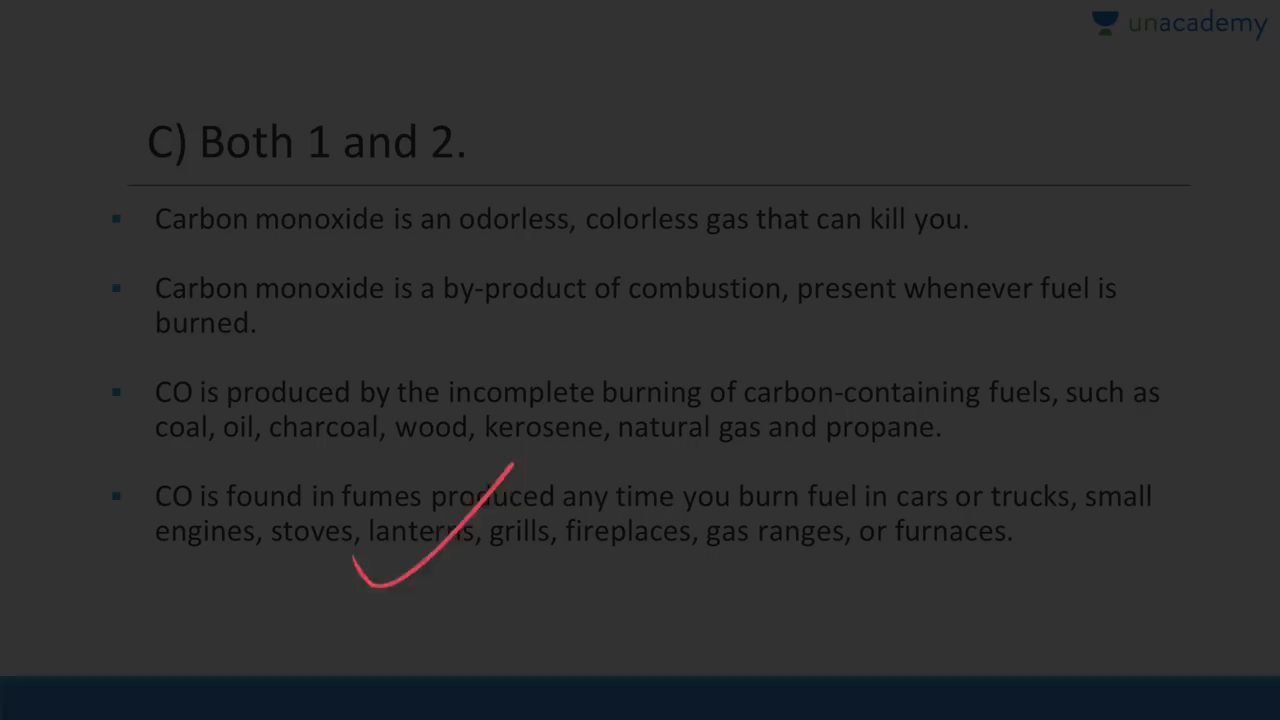 unacademy
C) Both 1 and 2.
Carbon monoxide is an odorless, colorless gas that can kill you.
Carbon monoxide is a by-product of combustion, present whenever fuel is
burned.
CO is produced by the incomplete burning of carbon-containing fuels, such as
coal, oil, charcoal, wood, kerosene, natural gas and propane.
CO is found in fumes produced any time you burn fuel in cars or trucks, small
engines, stoves, lanterns, grills, fireplaces, gas ranges, or furnaces.